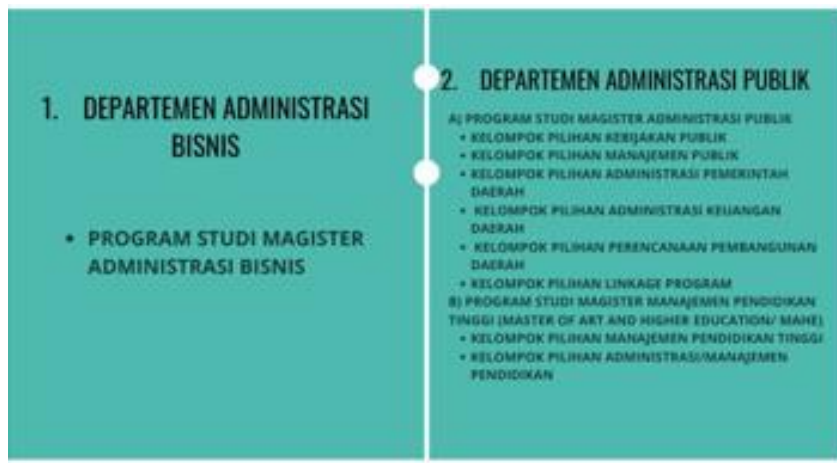 1. DEPARTEMEN ADMINISTRASI
BISNIS
• PROGRAM STUDI MAGISTER
ADMINISTRASI BISNIS
2. DEPARTEMEN ADMINISTRASI PUBLIK
A) PROGRAM STUDI MAGISTER ADMINISTRASI PUBLIK
• KELOMPOK PILIHAN KEBIJAKAN PUBLIK
• KELOMPOK PILIHAN MANAJEMEN PUBLIK
• KELOMPOK PILIHAN ADMINISTRASI PEMERINTAH
DAERAH
• KELOMPOK PILIHAN ADMINISTRASI KEUANGAN
DAERAH
• KELOMPOK PILIHAN PERENCANAAN PEMBANGUNAN
DAERAH
• KELOMPOK PILIHAN LINKAGE PROGRAM
B) PROGRAM STUDI MAGISTER MANAJEMEN PENDIDIKAN
TINGGI (MASTER OF ART AND HIGHER EDUCATION/ MAHE)
• KELOMPOK PILIHAN MANAJEMEN PENDIDIKAN TINGGI
• KELOMPOK PILIHAN ADMINISTRASI/MANAJEMEN
PENDIDIKAN